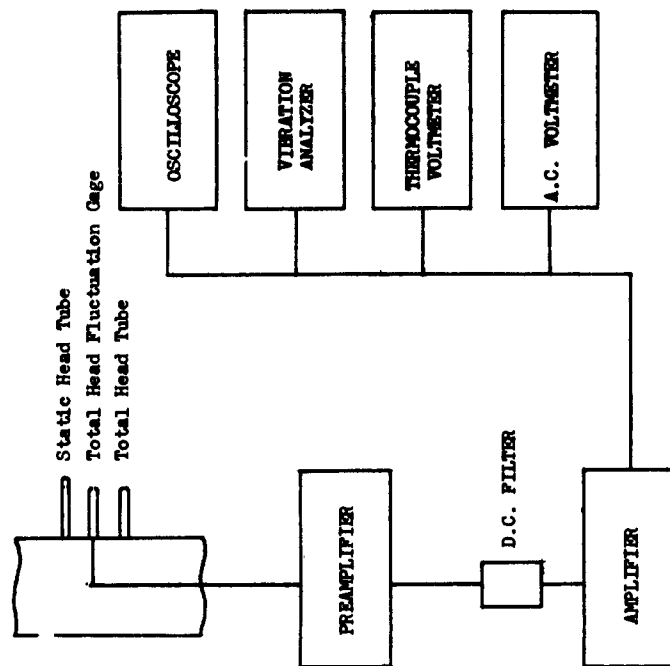 Static Head Tube
Total Head Fluctuation Gage
Total Head Tube
OSCILLOSCOPE
VIBRATION
ANALYZER
THERMOCOUPLE
VOLTMETER
A.C. VOLTMETER
PREAMPLIFIER
D.C. FILTER
AMPLIFIER